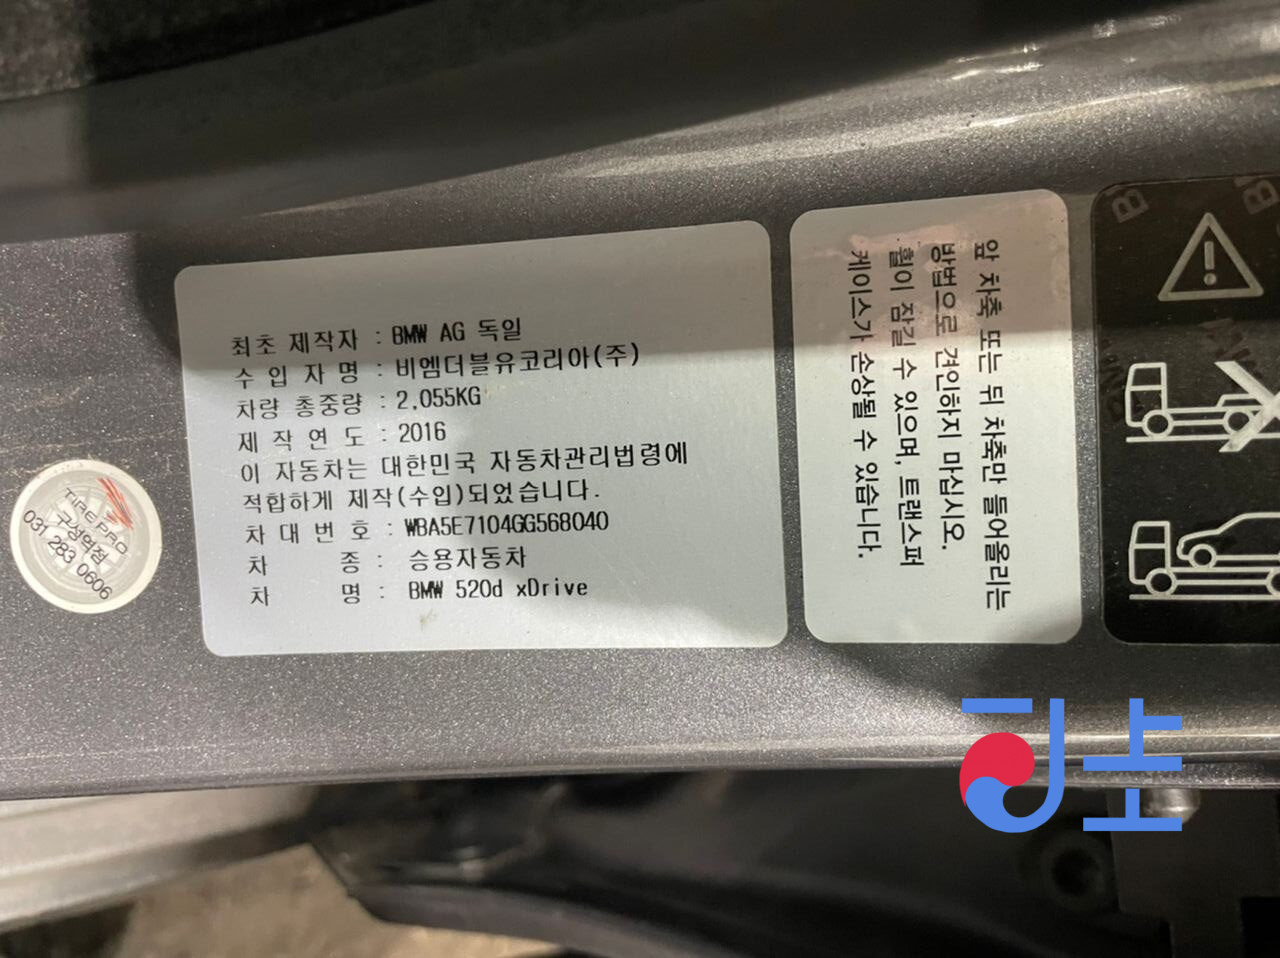 최초 제작자 : BMW AG 독일
수 입 자 명 : 비엠더블유코리아(주)
차량 총중량 : 2,055KG
제 작 연 도 : 2016
이 자동차는 대한민국 자동차관리법령에
적합하게 제작(수입)되었습니다.
차 대 번 호 : WBA5E7104GG568040
차 종 : 승용자동차
차 명 : BMW 520d xDrive
앞 차축 또는 뒤 차축만 들어올리는
방법으로 견인하지 마십시오.
휠이 잠길 수 있으며, 트랜스퍼
케이스가 손상될 수 있습니다.
TIRE PRO
구성역점
031 283 0606